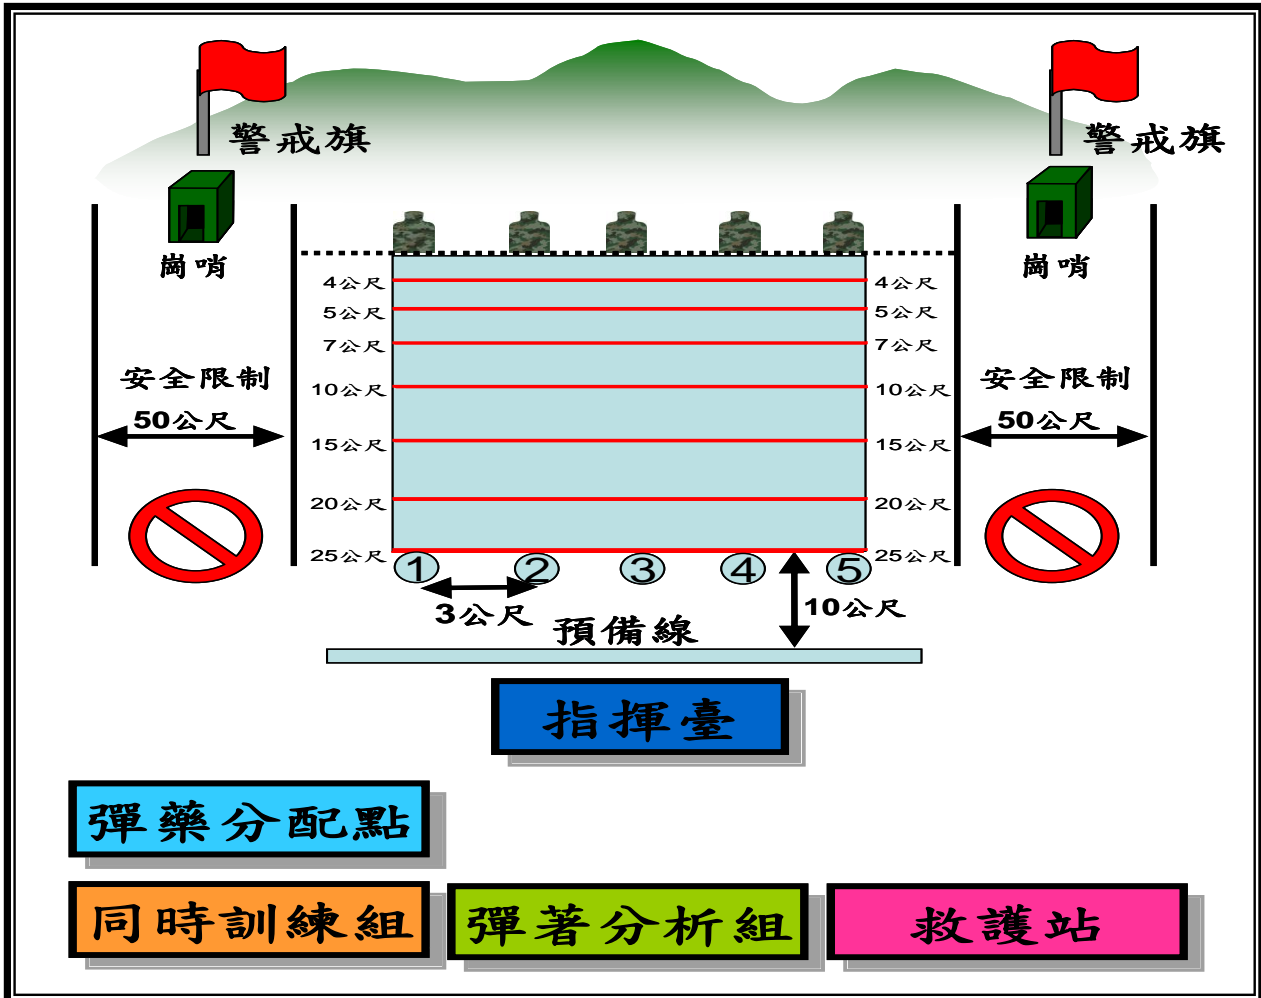 警戒旗
警戒旗
崗哨
崗哨
4公尺
4公尺
5公尺
5公尺
7公尺
7公尺
安全限制
10公尺
10公尺
安全限制
50公尺
50公尺
15公尺
15公尺
20公尺
20公尺
25公尺
25公尺
1 2 3 4 5
3公尺
10公尺
預備線
指揮臺
彈藥分配點
同時訓練組
彈著分析組
救護站